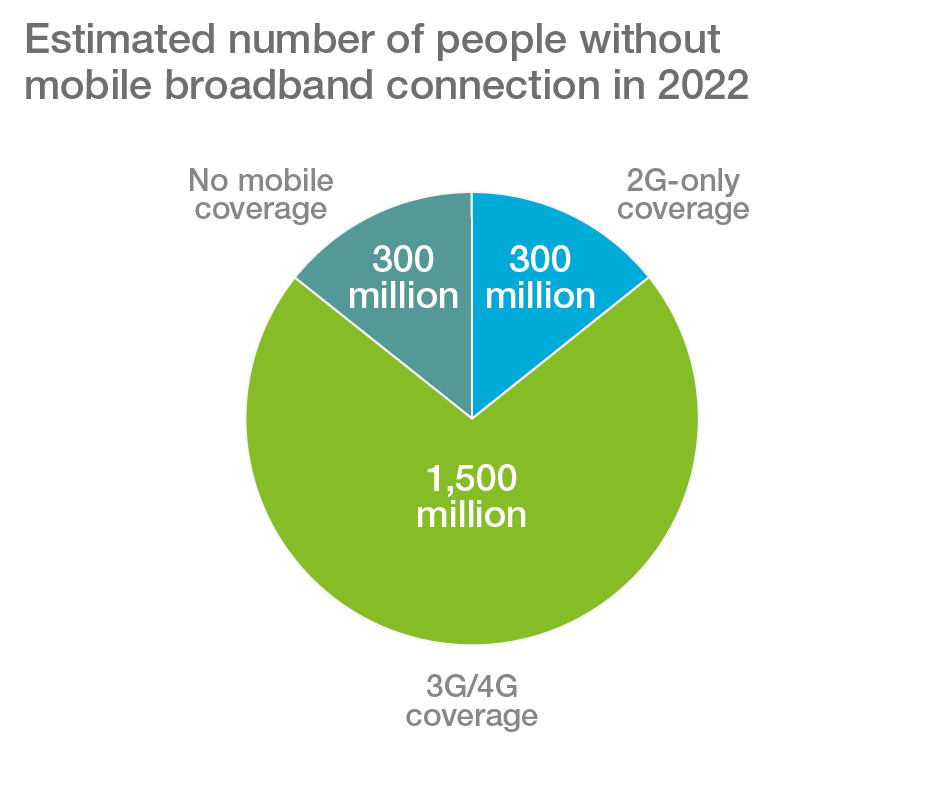 Estimated number of people without
mobile broadband connection in 2022
No mobile
coverage
2G-only
coverage
300
million
300
million
1,500
million
3G/4G
coverage